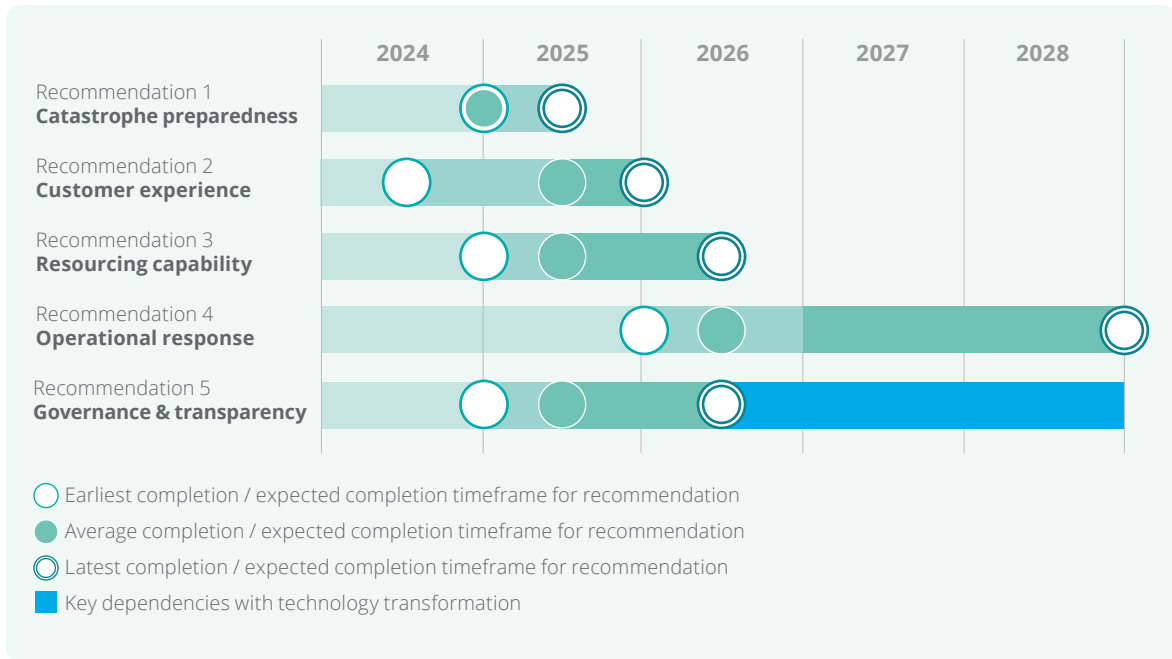 2024 2025 2026 2027 2028
Recommendation 1
Catastrophe preparedness
Recommendation 2
Customer experience
Recommendation 3
Resourcing capability
Recommendation 4
Operational response
Recommendation 5
Governance & transparency
Earliest completion / expected completion timeframe for recommendation
Average completion / expected completion timeframe for recommendation
Latest completion / expected completion timeframe for recommendation
Key dependencies with technology transformation